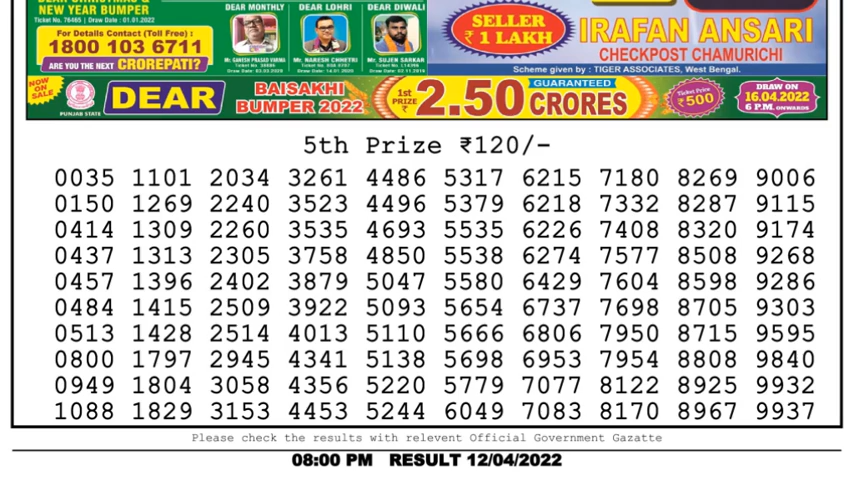 DEAR CHRISTMAS &
NEW YEAR BUMPER
Ticket No. 76465 | Draw Date : 01.01.2022
For Details Contact (Toll Free) :
1800 103 6711
ARE YOU THE NEXT CROREPATI?
DEAR MONTHLY
DEAR LOHRI
DEAR DIWALI
Mr. GANESH PRASAD VARMA
Mr. NARESH CHHETRI
Mr. SUJEN SARKAR
SELLER
₹ 1 LAKH
IRAFAN ANSARI
CHECKPOST CHAMURICHI
Scheme given by : TIGER ASSOCIATES, West Bengal.
NOW ON SALE
PUNJAB STATE
DEAR
BAISAKHI
BUMPER 2022
1st PRIZE ₹
2.50 CRORES
GUARANTEED
Ticket Price
₹500
DRAW ON
16.04.2022
6 P.M. ONWARDS
5th Prize ₹120/-
0035 1101 2034 3261 4486 5317 6215 7180 8269 9006
0150 1269 2240 3523 4496 5379 6218 7332 8287 9115
0414 1309 2260 3535 4693 5535 6226 7408 8320 9174
0437 1313 2305 3758 4850 5538 6274 7577 8508 9268
0457 1396 2402 3879 5047 5580 6429 7604 8598 9286
0484 1415 2509 3922 5093 5654 6737 7698 8705 9303
0513 1428 2514 4013 5110 5666 6806 7950 8715 9595
0800 1797 2945 4341 5138 5698 6953 7954 8808 9840
0949 1804 3058 4356 5220 5779 7077 8122 8925 9932
1088 1829 3153 4453 5244 6049 7083 8170 8967 9937
Please check the results with relevent Official Government Gazatte
08:00 PM RESULT 12/04/2022